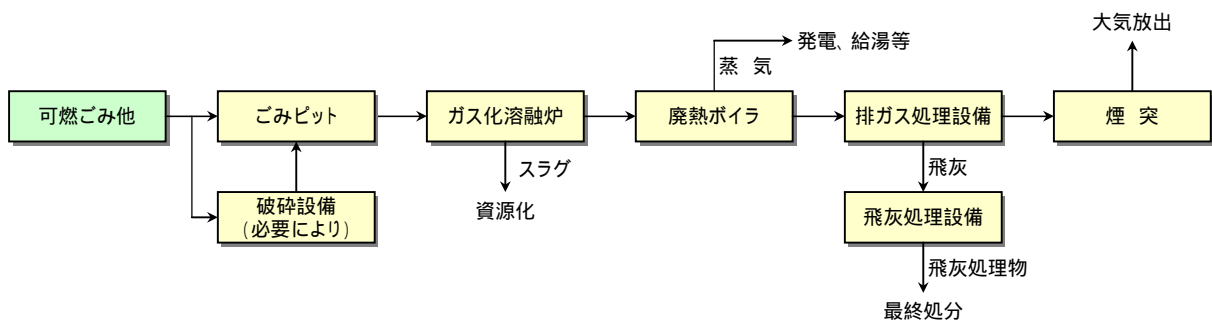 大気放出
発電、給湯等
蒸 気
可燃ごみ他
ごみピット
ガス化溶融炉
廃熱ボイラ
排ガス処理設備
煙 突
スラグ
飛灰
破砕設備
(必要により)
資源化
飛灰処理設備
飛灰処理物
最終処分